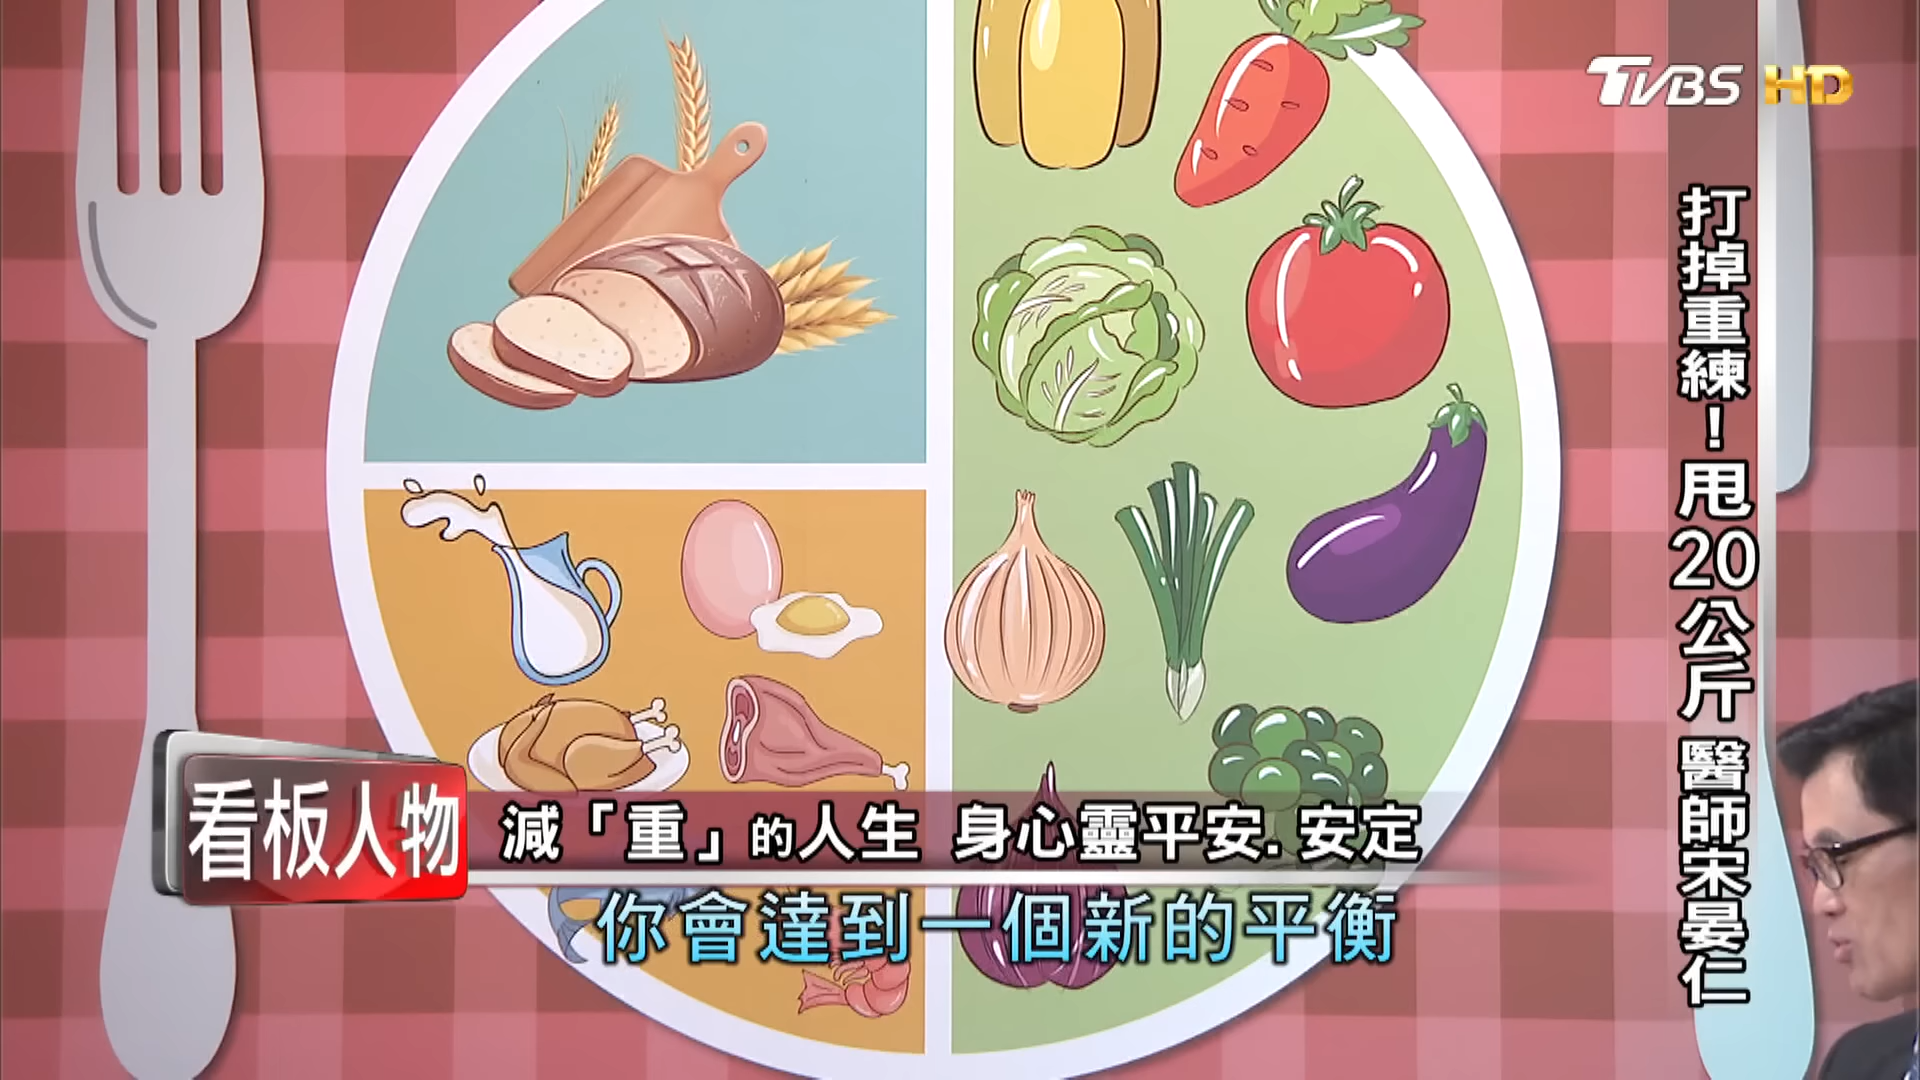 TVBS HD
打掉重練！甩20公斤 醫師宋晏仁
看板人物
減「重」的人生 身心靈平安.安定
你會達到一個新的平衡